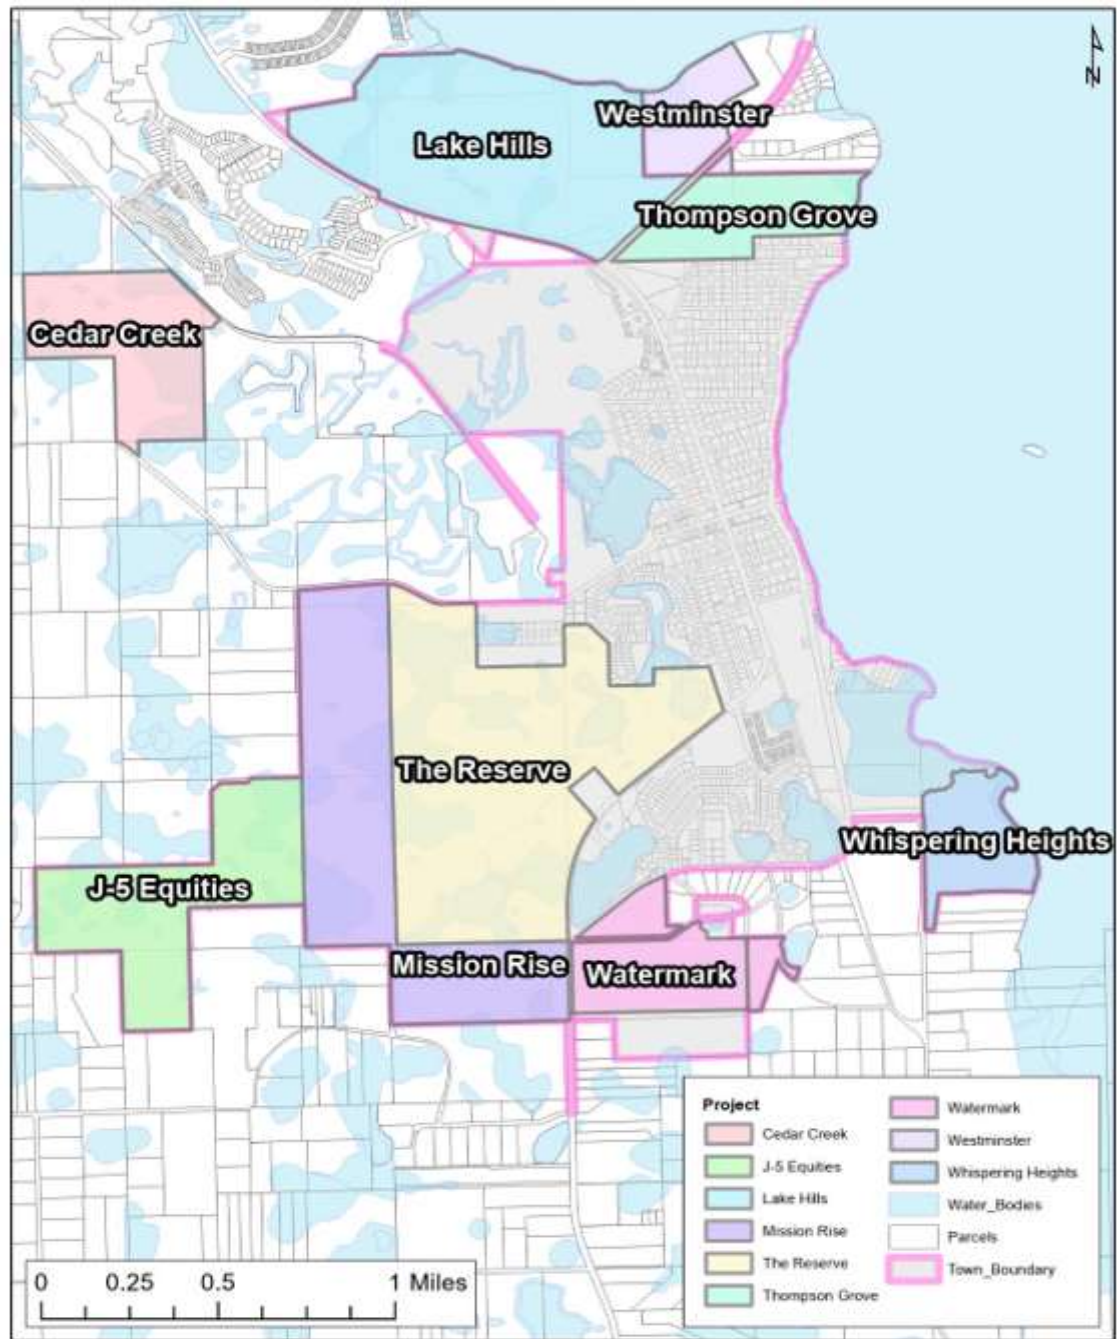 N
Westminster
Lake Hills
Thompson Grove
Cedar Creek
The Reserve
Whispering Heights
J-5 Equities
Mission Rise
Watermark
Project
Cedar Creek
J-5 Equities
Lake Hills
Mission Rise
The Reserve
Thompson Grove
Watermark
Westminster
Whispering Heights
Water_Bodies
Parcels
Town_Boundary
0 0.25 0.5 1 Miles